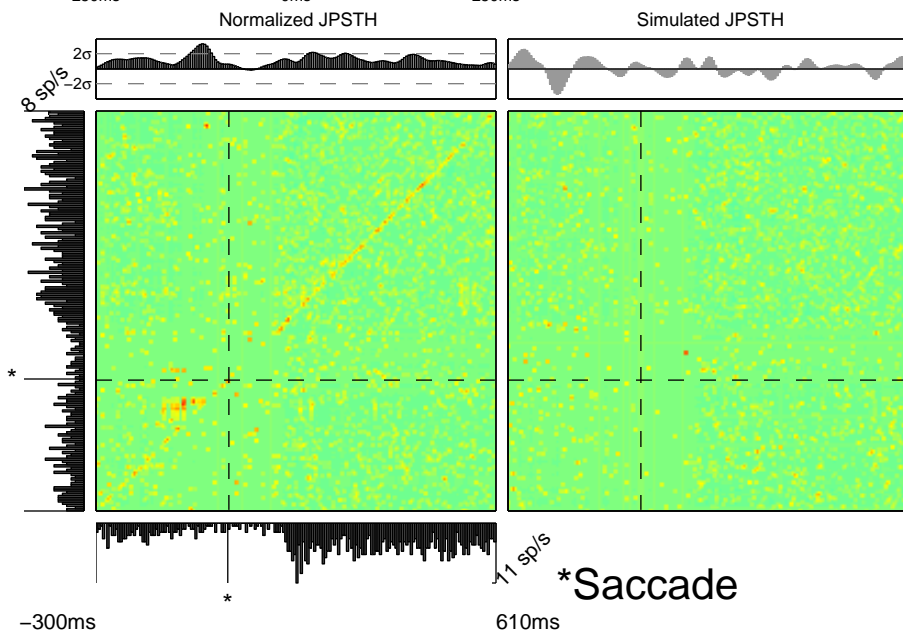 Normalized JPSTH
Simulated JPSTH
2σ
−2σ
8 sp/s
*
11 sp/s
*Saccade
*
−300ms
610ms